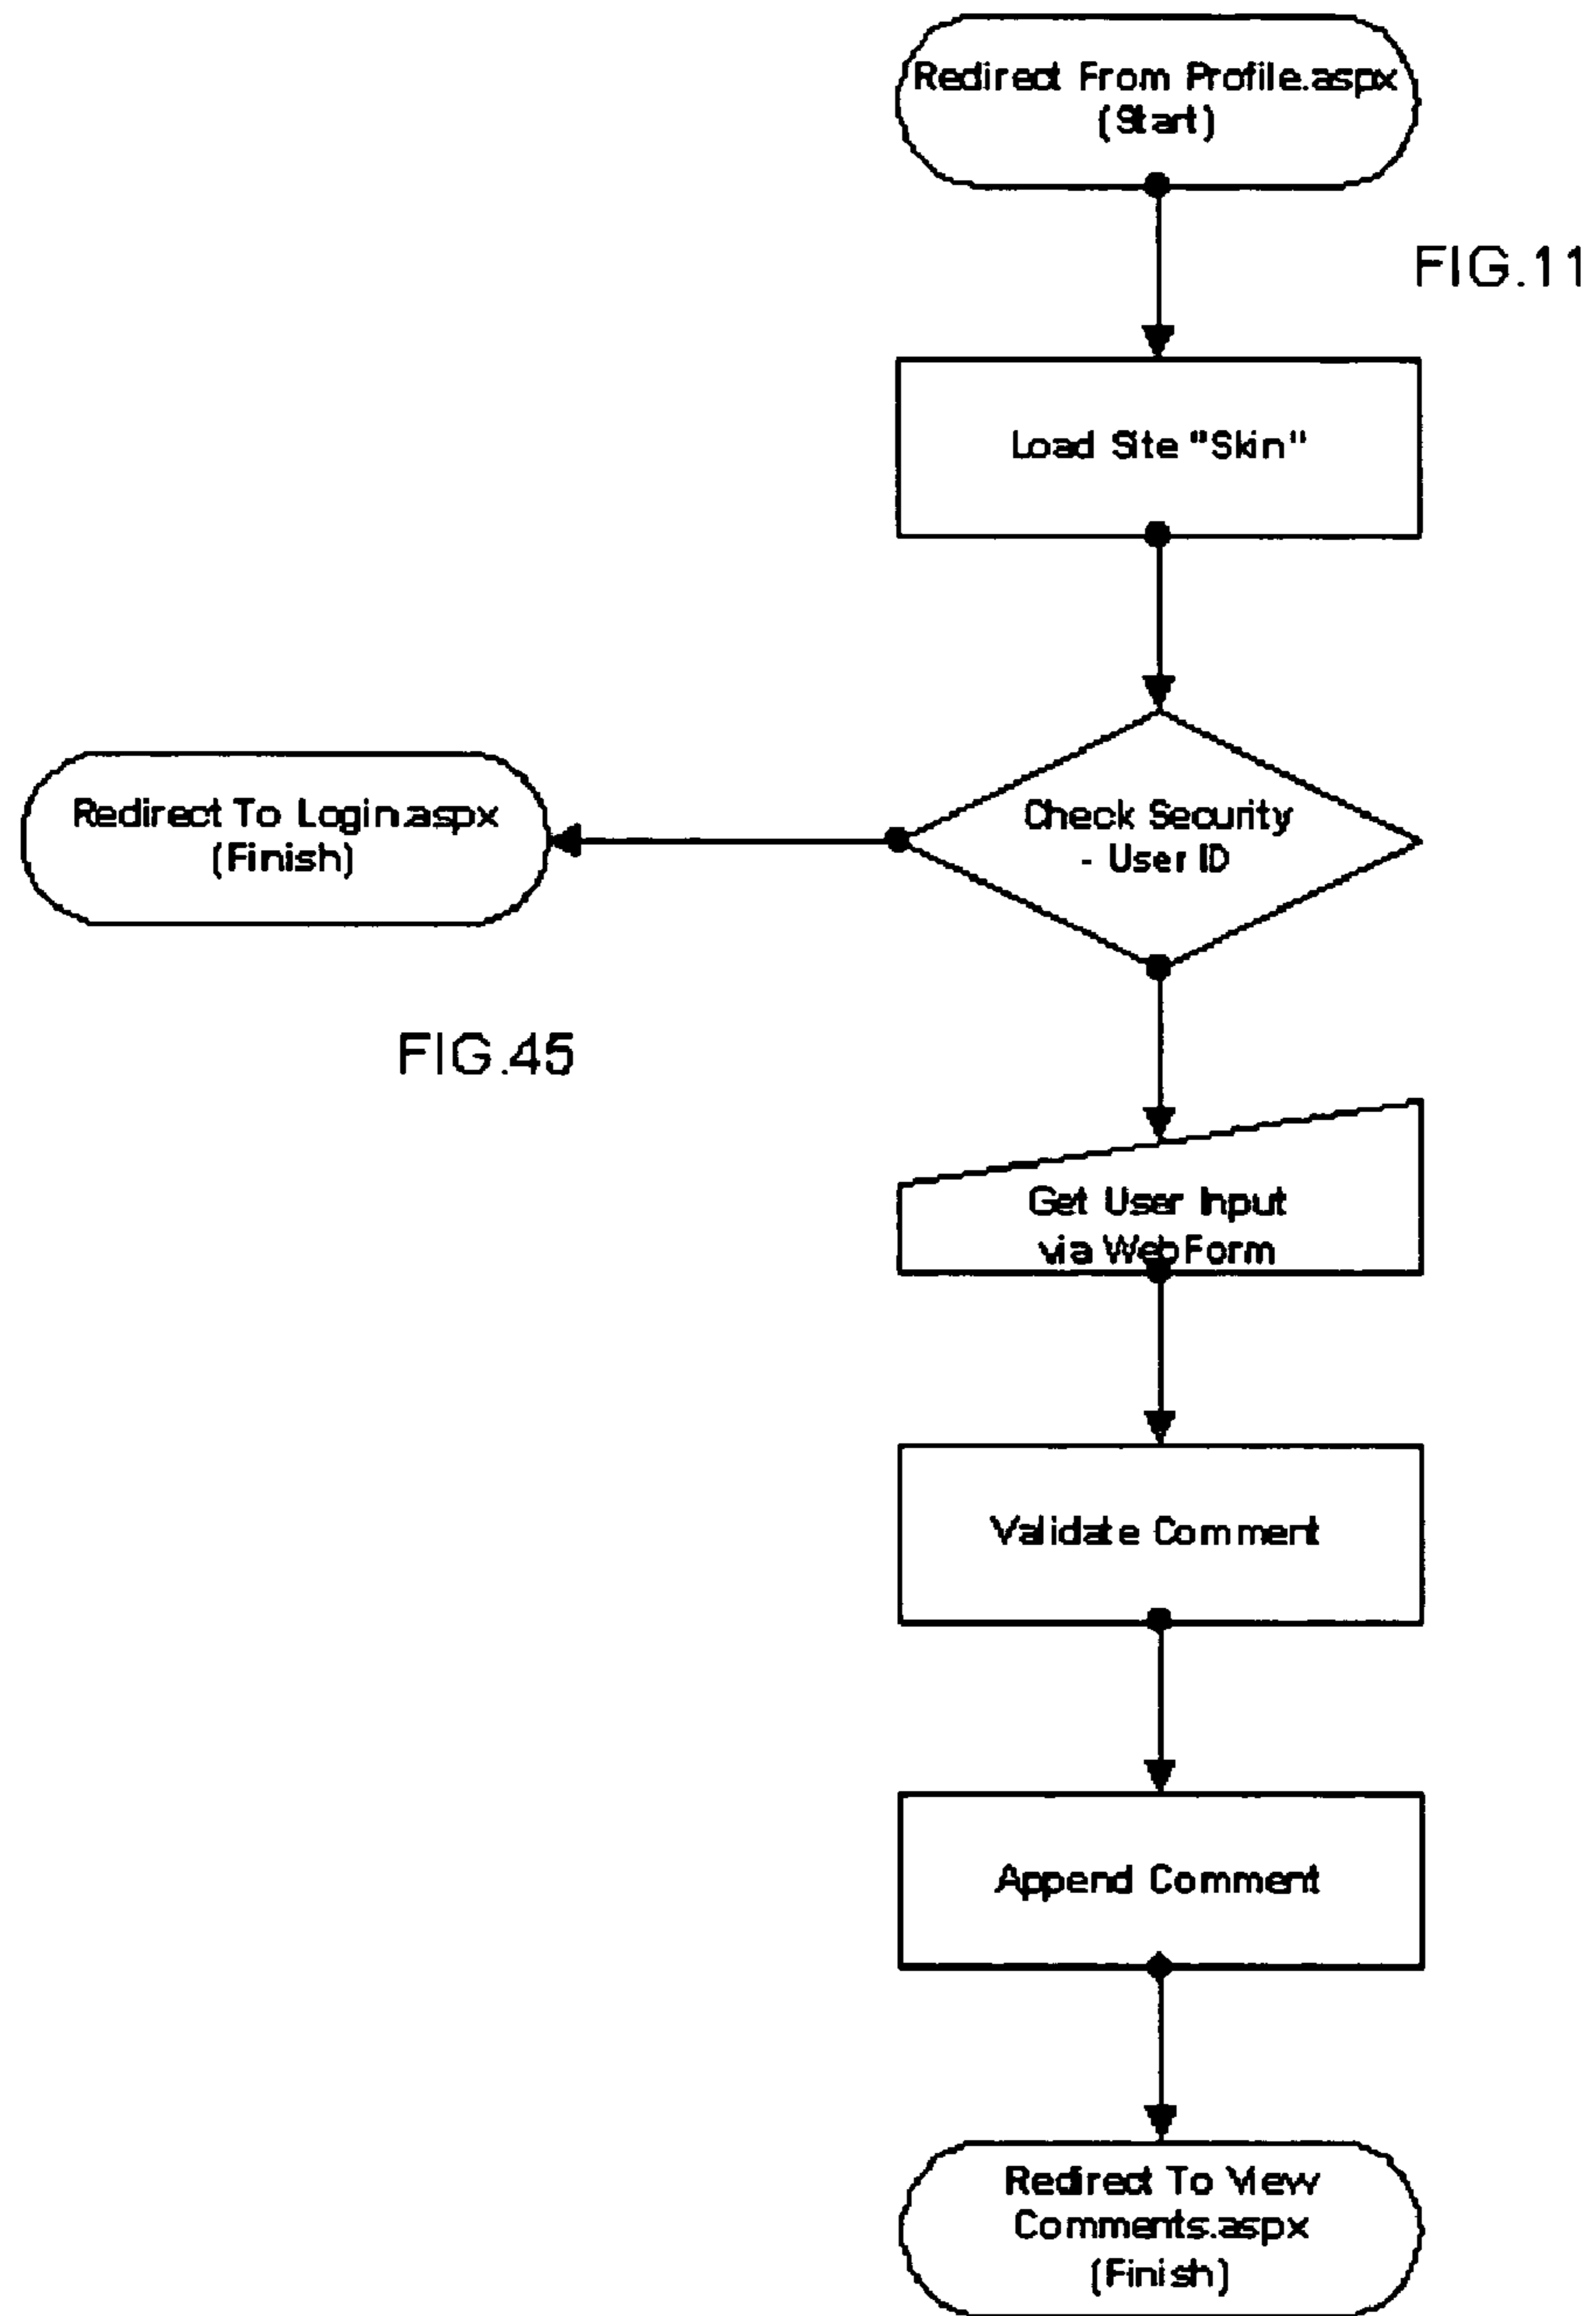 Redirect From Profile.aspx
(Start)
FIG.11
Load Site "Skin"
Check Security
- User ID
Redirect To Login.aspx
(Finish)
FIG.45
Get User Input
via WebForm
Validate Comment
Append Comment
Redirect To View
Comments.aspx
(Finish)